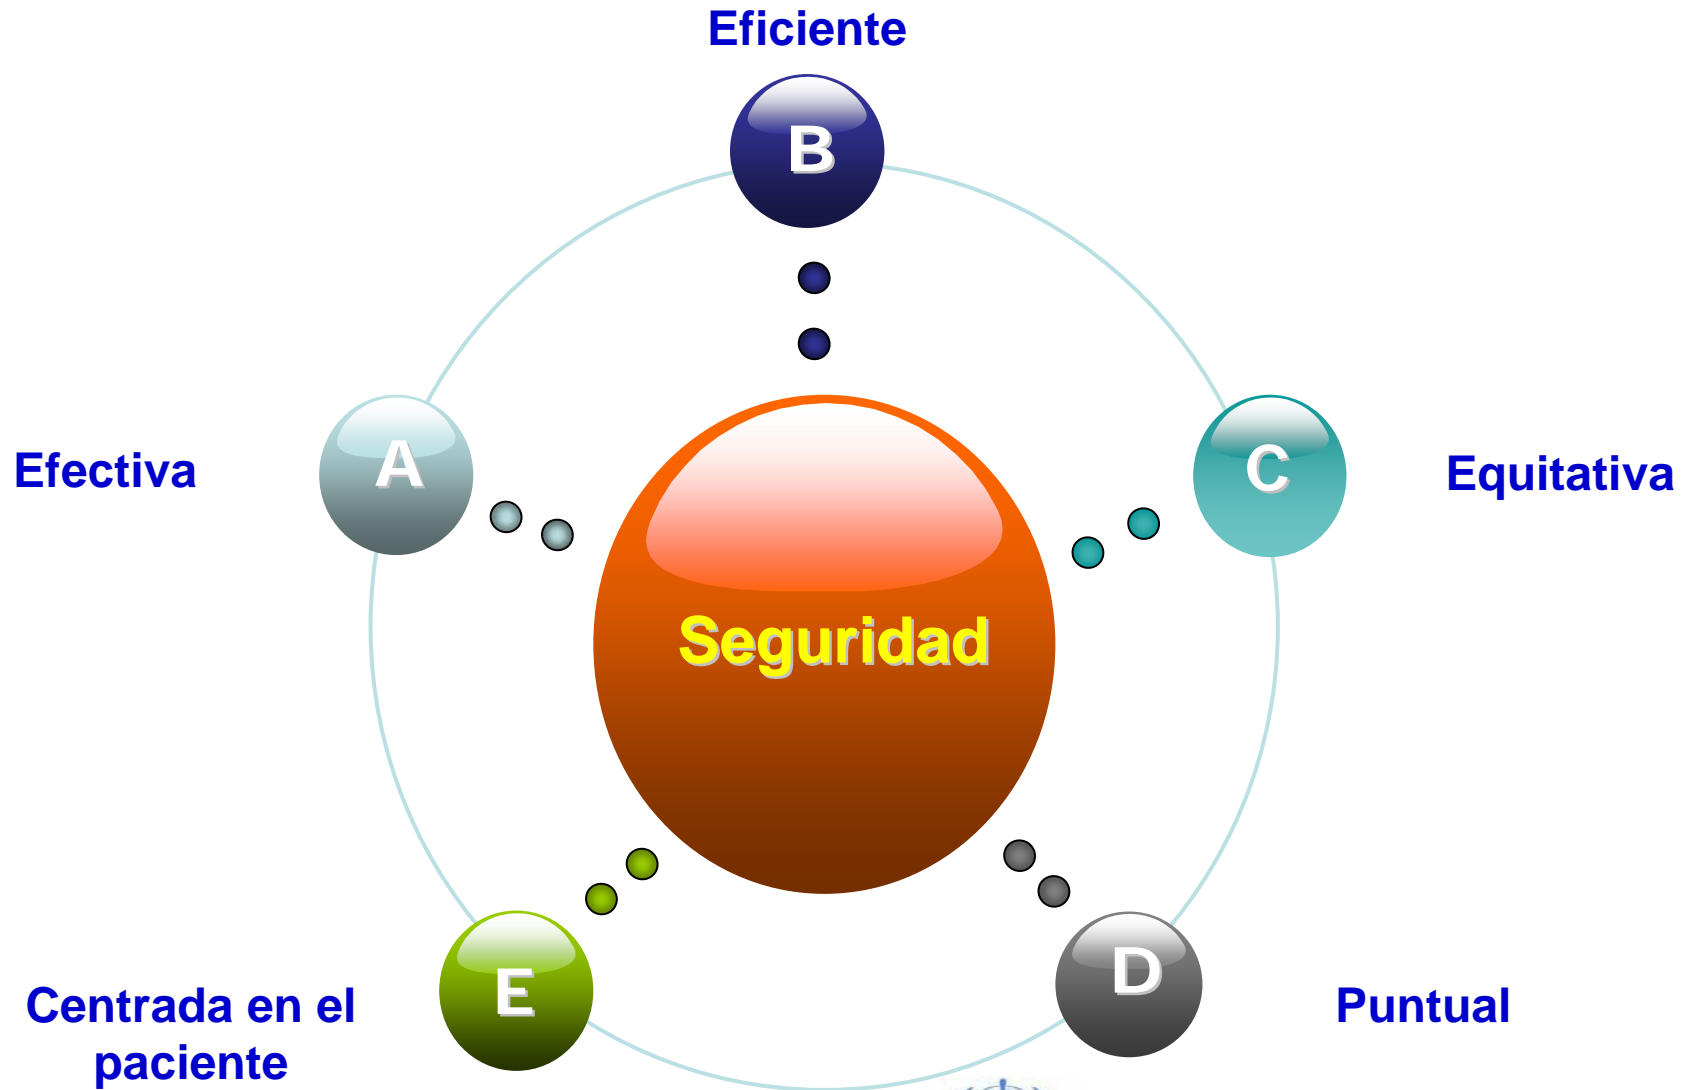 Eficiente
B
A
C
Efectiva
Equitativa
Seguridad
E
D
Centrada en el
paciente
Puntual